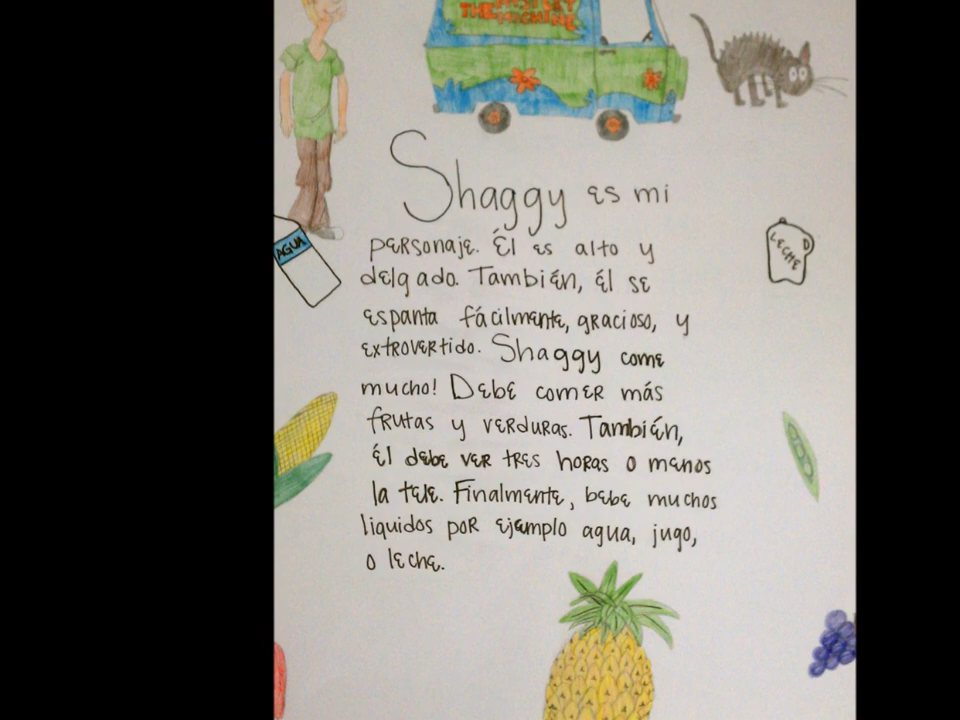 MYSTERY
THE MACHINE
Shaggy es mi
personaje. Él es alto y
delgado. También, él se
espanta fácilmente, gracioso, y
extrovertido. Shaggy come
mucho! Debe comer más
frutas y verduras. También,
él debe ver tres horas o menos
la tele. Finalmente, bebe muchos
liquidos por ejemplo agua, jugo,
o leche.
AGUA
LECHE